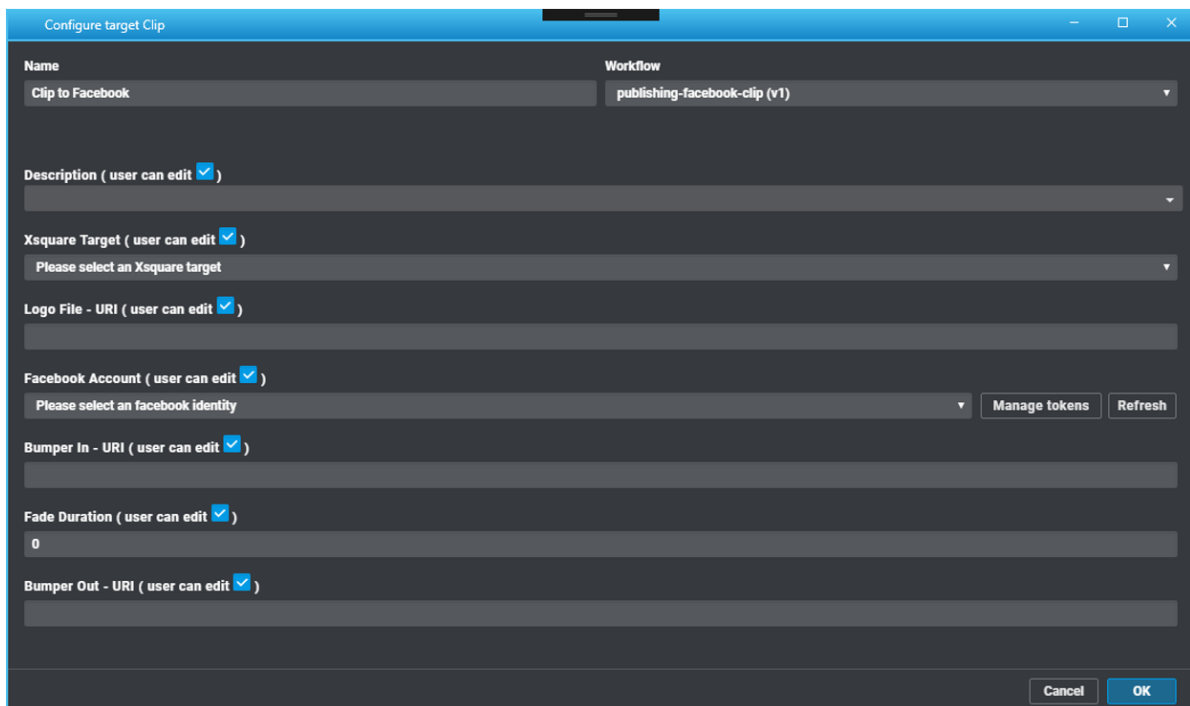 Configure target Clip
Name Workflow
Clip to Facebook publishing-facebook-clip (v1)
Description ( user can edit )
Xsquare Target ( user can edit )
Please select an Xsquare target
Logo File - URI ( user can edit )
Facebook Account ( user can edit )
Please select an facebook identity Manage tokens Refresh
Bumper In - URI ( user can edit )
Fade Duration ( user can edit )
0
Bumper Out - URI ( user can edit )
Cancel OK